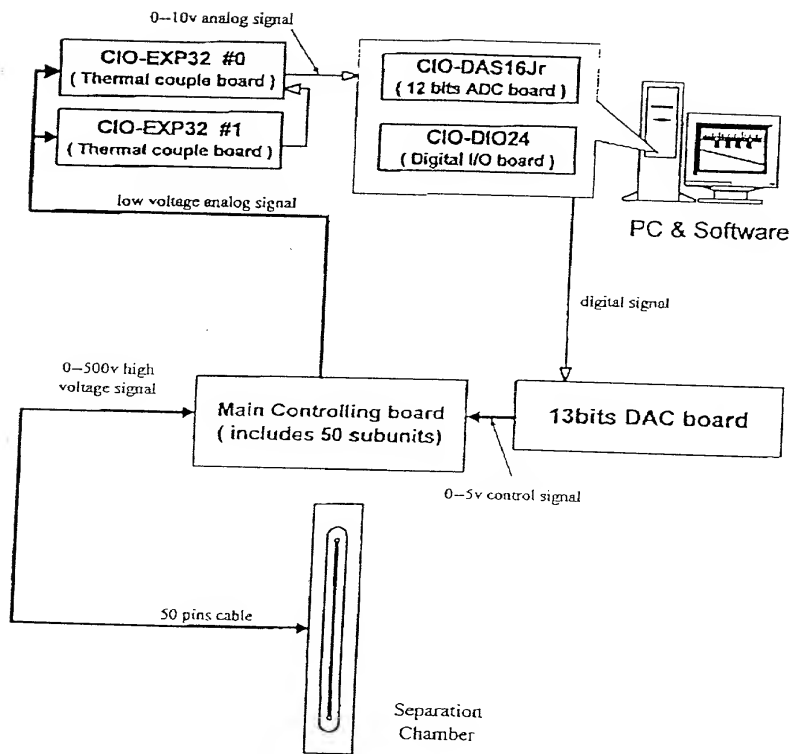 0–10v analog signal
CIO-EXP32 #0
( Thermal couple board )
CIO-EXP32 #1
( Thermal couple board )
CIO-DAS16Jr
( 12 bits ADC board )
CIO-DIO24
( Digital I/O board )
PC & Software
low voltage analog signal
digital signal
0–500v high
voltage signal
Main Controlling board
( includes 50 subunits)
13bits DAC board
0–5v control signal
50 pins cable
Separation
Chamber